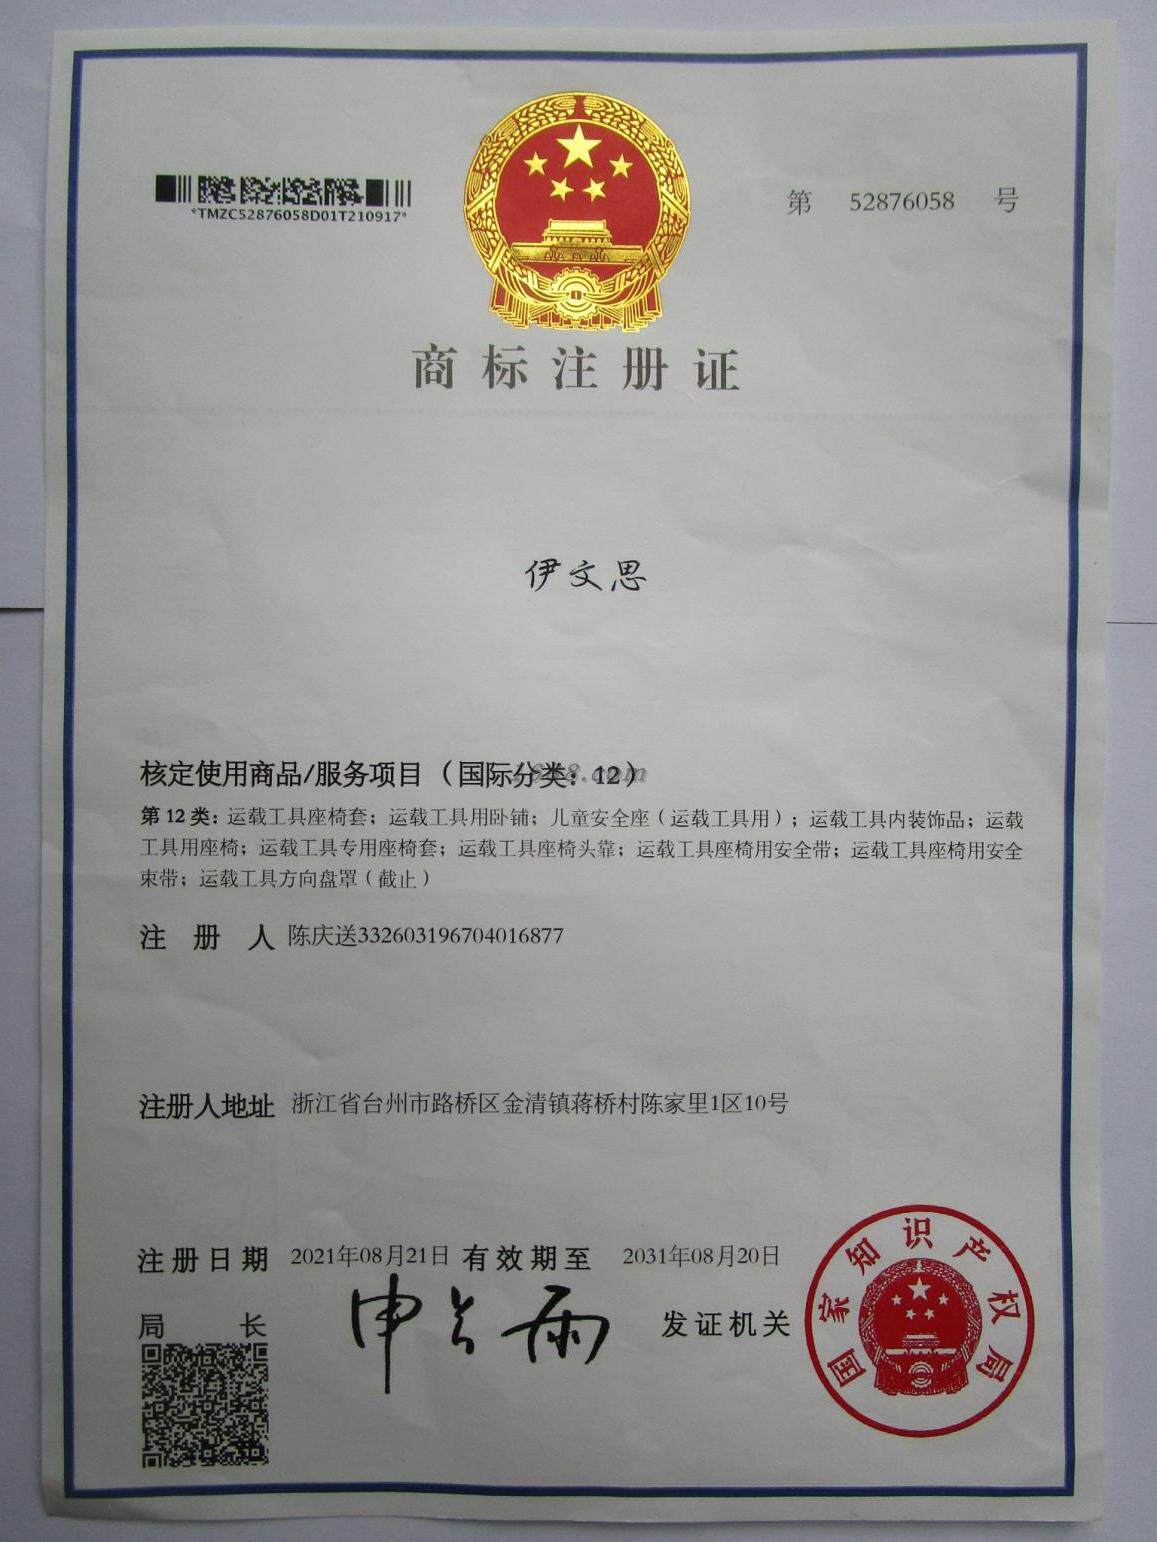 *TMZC52876058D01T210917*
第 52876058 号
商标注册证
伊文思
核定使用商品/服务项目（国际分类：12）
第 12 类：运载工具座椅套；运载工具用卧铺；儿童安全座（运载工具用）；运载工具内装饰品；运载
工具用座椅；运载工具专用座椅套；运载工具座椅头靠；运载工具座椅用安全带；运载工具座椅用安全
束带；运载工具方向盘罩（截止）
注 册 人 陈庆送332603196704016877
注册人地址 浙江省台州市路桥区金清镇蒋桥村陈家里1区10号
注册日期 2021年08月21日 有效期至 2031年08月20日
局 长 申长雨 发证机关
国家知识产权局